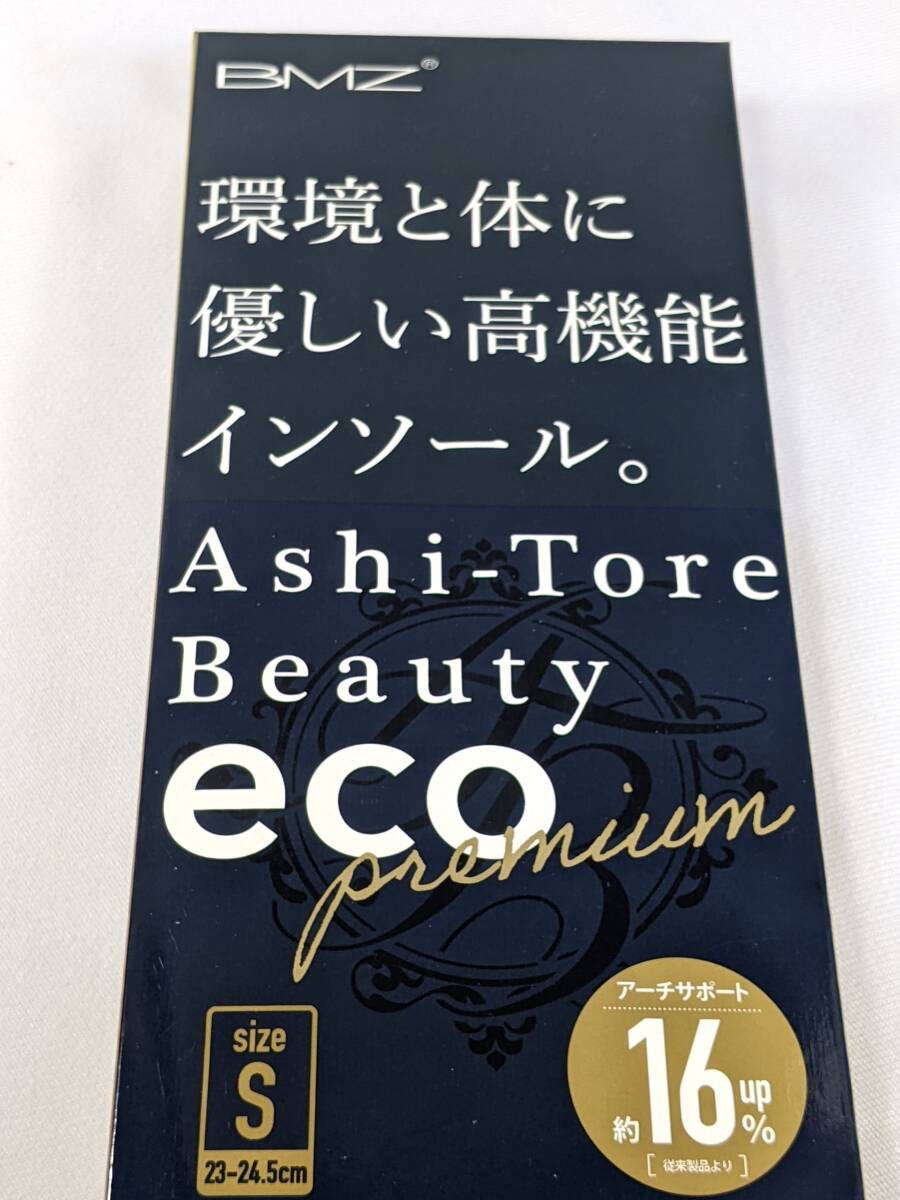 BMZ®
環境と体に
優しい高機能
インソール。
Ashi-Tore
Beauty
eco
premium
size
S
23-24.5cm
アーチサポート
約16up%
[従来製品より]